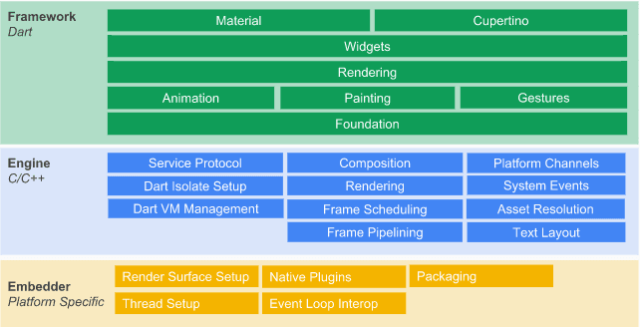 Framework
Dart
Material Cupertino
Widgets
Rendering
Animation Painting Gestures
Foundation
Engine
C/C++
Service Protocol Composition Platform Channels
Dart Isolate Setup Rendering System Events
Dart VM Management Frame Scheduling Asset Resolution
Frame Pipelining Text Layout
Embedder
Platform Specific
Render Surface Setup Native Plugins Packaging
Thread Setup Event Loop Interop